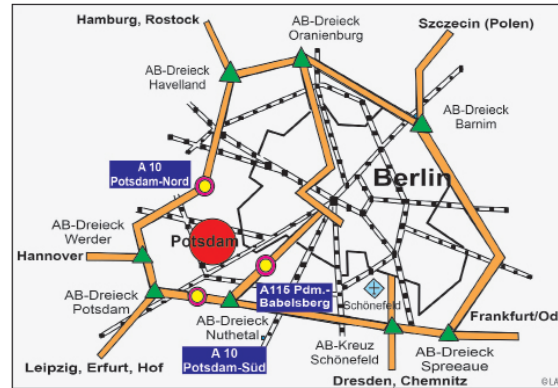 Hamburg, Rostock
Szczecin (Polen)
AB-Dreieck
Oranienburg
AB-Dreieck
Havelland
AB-Dreieck
Barnim
A 10
Potsdam-Nord
Berlin
AB-Dreieck
Werder
Potsdam
Hannover
A115 Pdm.-
Babelsberg
Schönefeld
AB-Dreieck
Potsdam
Frankfurt/Od
AB-Dreieck
Nuthetal
AB-Kreuz
Schönefeld
AB-Dreieck
Spreeaue
A 10
Potsdam-Süd
Leipzig, Erfurt, Hof
Dresden, Chemnitz